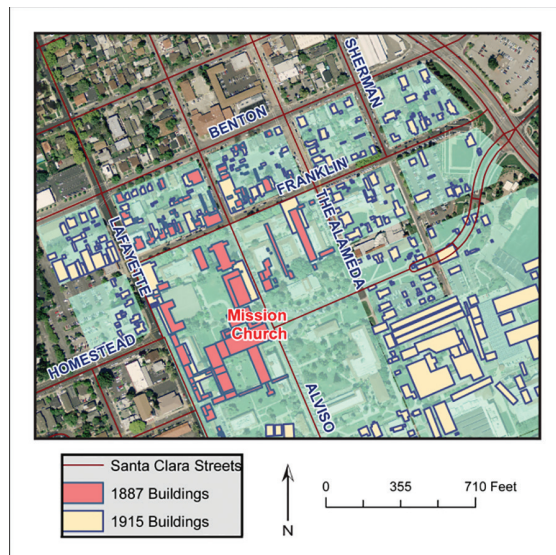 SHERMAN
BENTON
FRANKLIN
THE ALAMEDA
LAFAYETTE
Mission
Church
HOMESTEAD
ALVISO
Santa Clara Streets
1887 Buildings
1915 Buildings
N
0 355 710 Feet